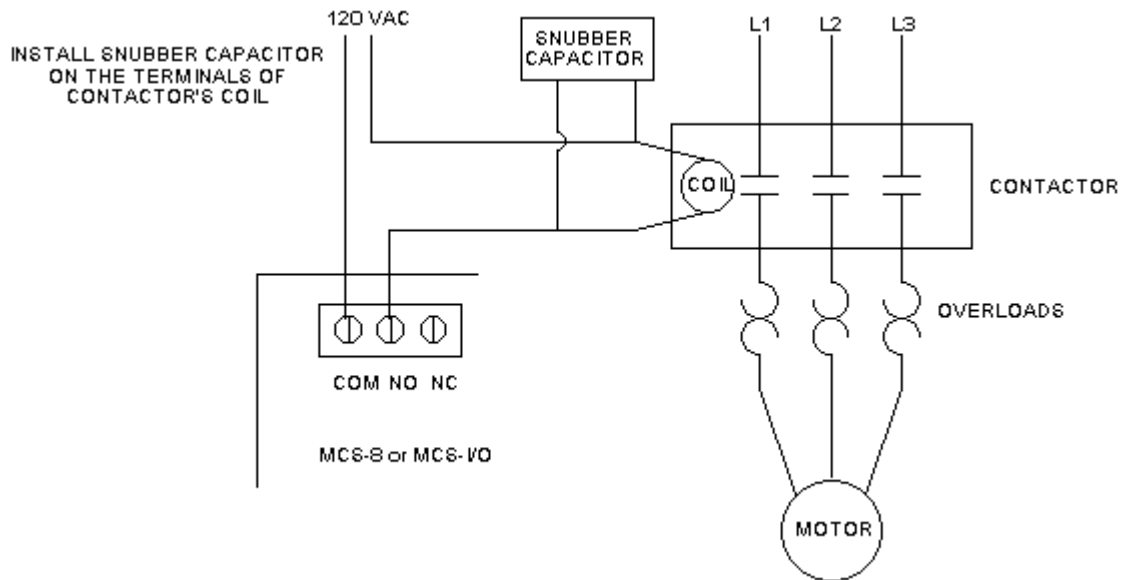 120 VAC
INSTALL SNUBBER CAPACITOR
ON THE TERMINALS OF
CONTACTOR'S COIL
SNUBBER
CAPACITOR
L1 L2 L3
COIL
CONTACTOR
OVERLOADS
COM NO NC
MCS-8 or MCS-I/O
MOTOR